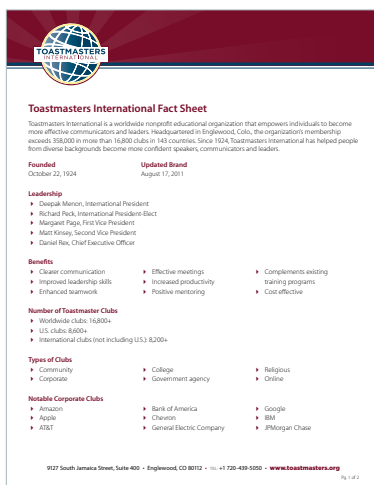 TOASTMASTERS
INTERNATIONAL
Toastmasters International Fact Sheet
Toastmasters International is a worldwide nonprofit educational organization that empowers individuals to become
more effective communicators and leaders. Headquartered in Englewood, Colo., the organization's membership
exceeds 358,000 in more than 16,800 clubs in 143 countries. Since 1924, Toastmasters International has helped people
from diverse backgrounds become more confident speakers, communicators and leaders.
Founded Updated Brand
October 22, 1924 August 17, 2011
Leadership
Deepak Menon, International President
Richard Peck, International President-Elect
Margaret Page, First Vice President
Matt Kinsey, Second Vice President
Daniel Rex, Chief Executive Officer
Benefits
Clearer communication Effective meetings Complements existing
Improved leadership skills Increased productivity training programs
Enhanced teamwork Positive mentoring Cost effective
Number of Toastmaster Clubs
Worldwide clubs: 16,800+
U.S. clubs: 8,600+
International clubs (not including U.S.): 8,200+
Types of Clubs
Community College Religious
Corporate Government agency Online
Notable Corporate Clubs
Amazon Bank of America Google
Apple Chevron IBM
AT&T General Electric Company JPMorgan Chase
9127 South Jamaica Street, Suite 400 • Englewood, CO 80112 • TEL: +1 720-439-5050 • www.toastmasters.org
Pg. 1 of 2